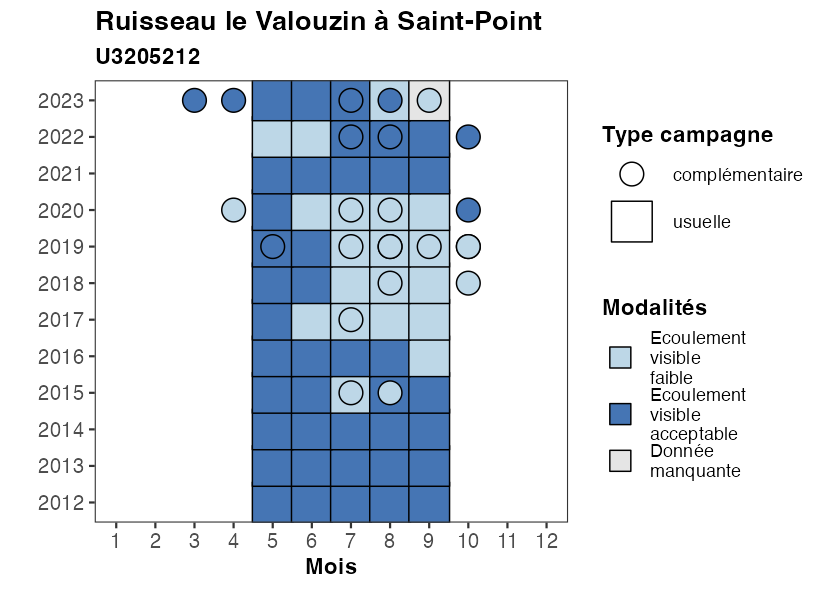 Ruisseau le Valouzin à Saint-Point
U3205212
2023
2022
2021
2020
2019
2018
2017
2016
2015
2014
2013
2012
1 2 3 4 5 6 7 8 9 10 11 12
Mois
Type campagne
complémentaire
usuelle
Modalités
Ecoulement
visible
faible
Ecoulement
visible
acceptable
Donnée
manquante